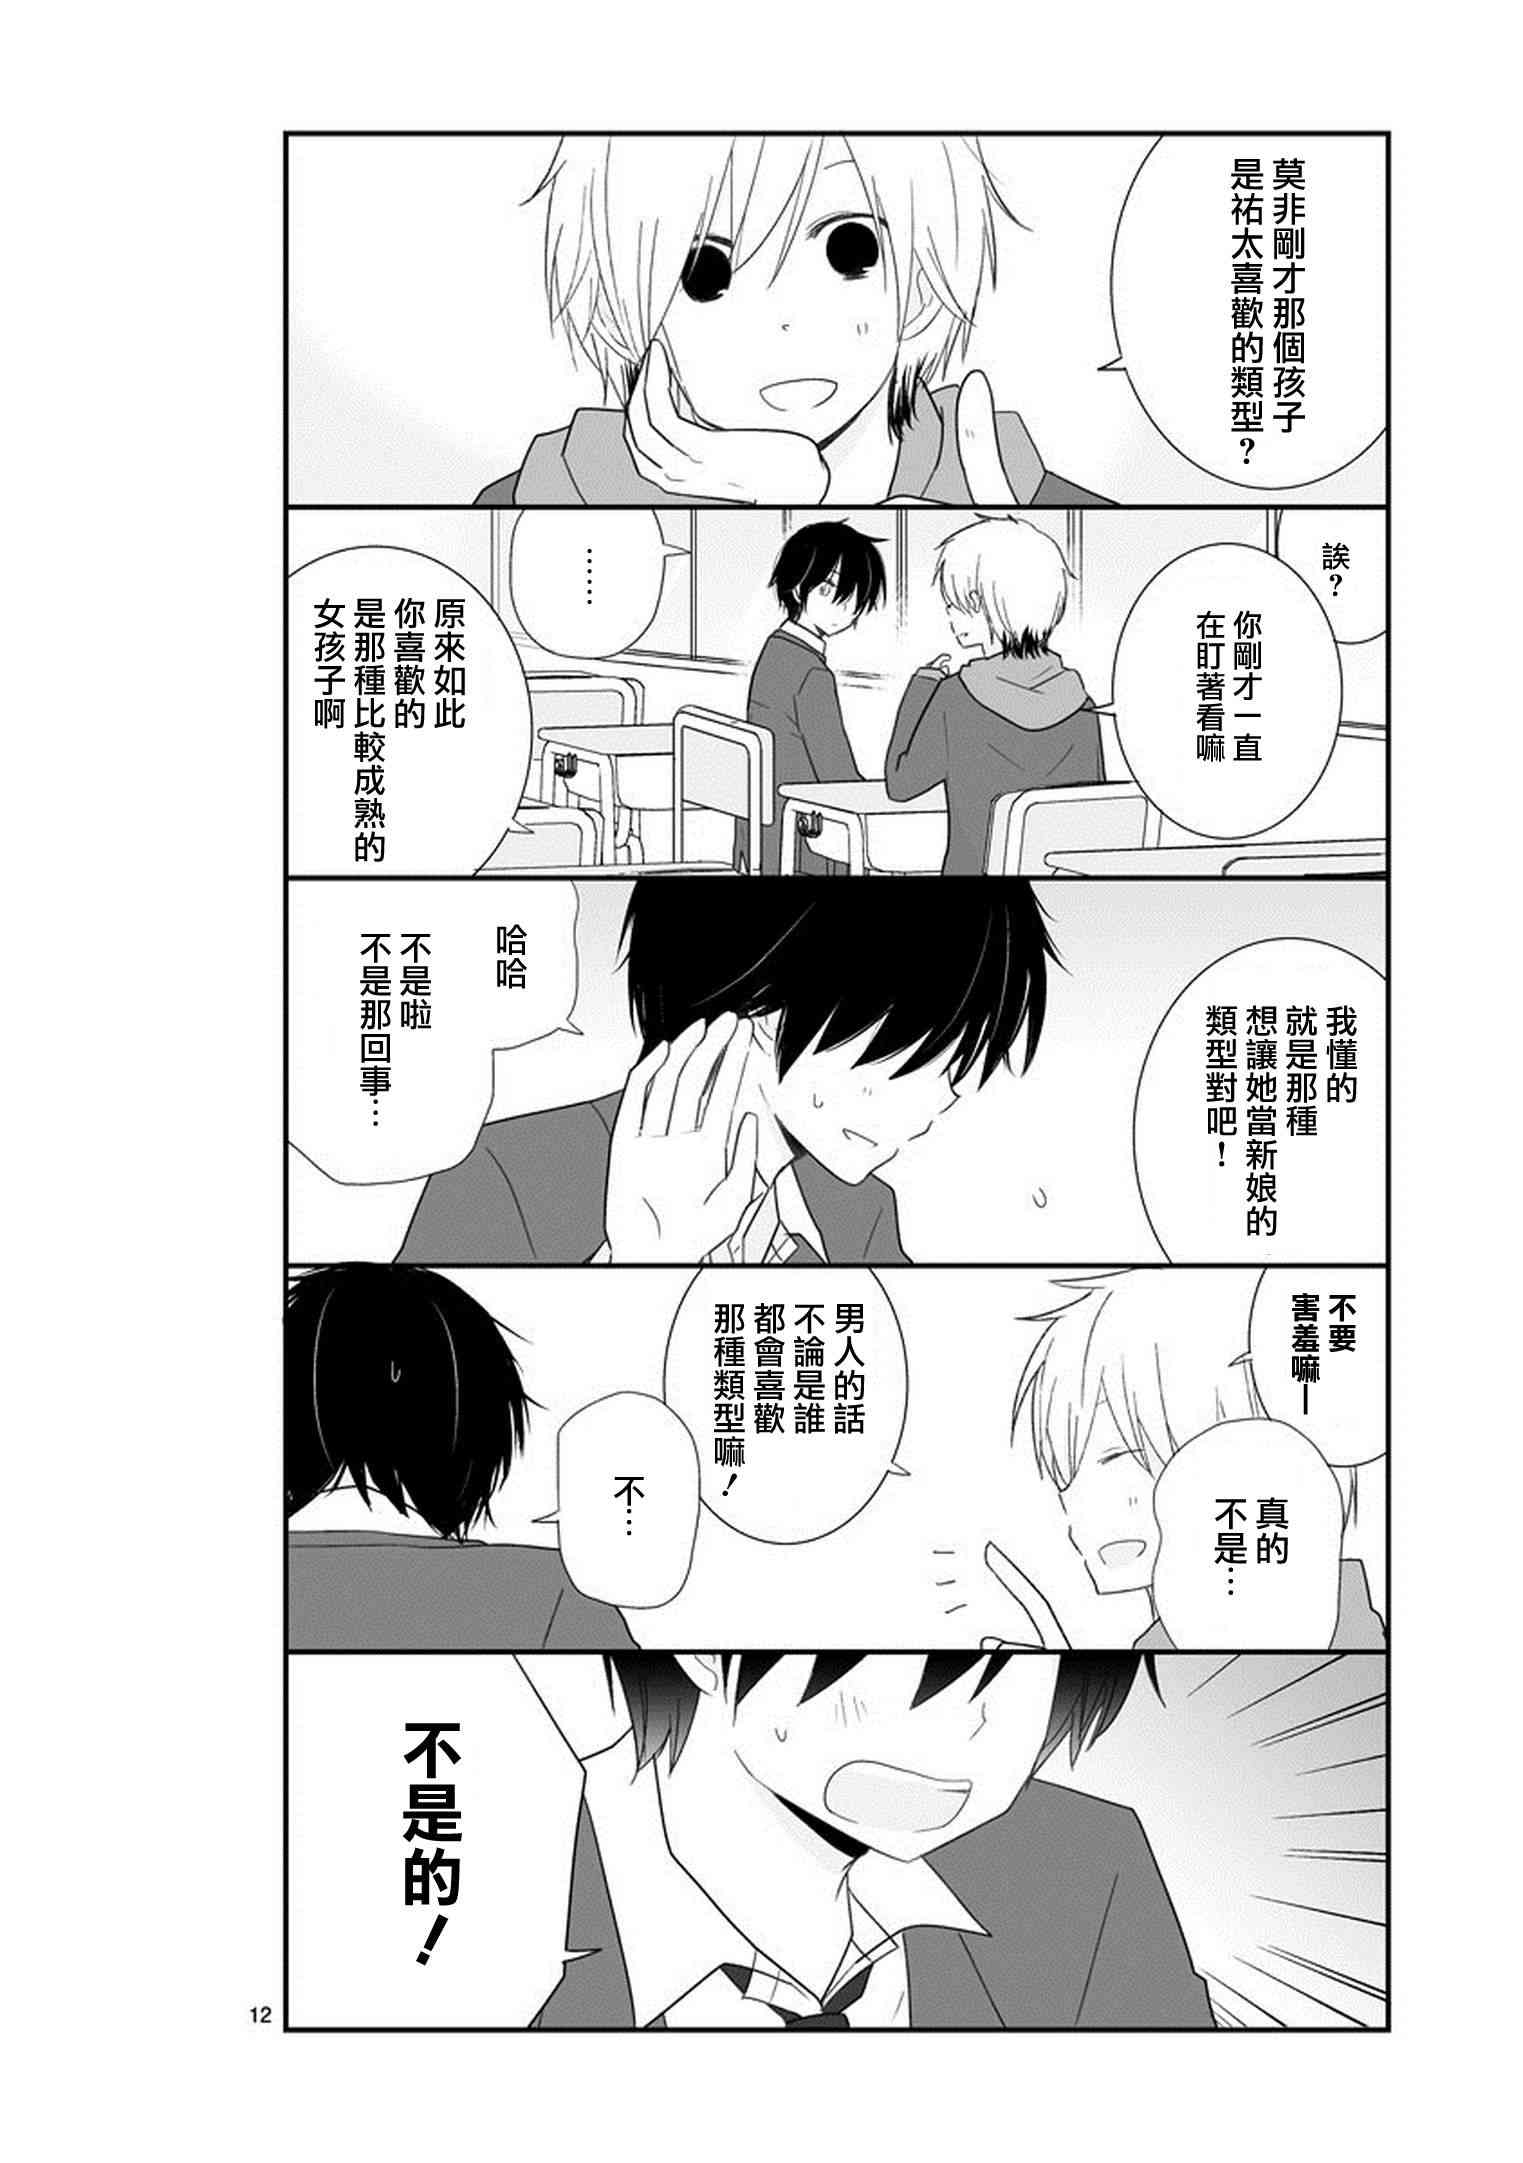 莫非剛才那個孩子
是祐太喜歡的類型？
誒？
你剛才一直
在盯著看嘛
……
原來如此
你喜歡的
是那種比較成熟的
女孩子啊
我懂的
就是那種
想讓她當新娘的
類型對吧！
哈哈
不是啦
不是那回事…
不要
害羞嘛ー
真的
不是…
男人的話
不論是誰
都會喜歡
那種類型嘛！
不…
不是的！
12